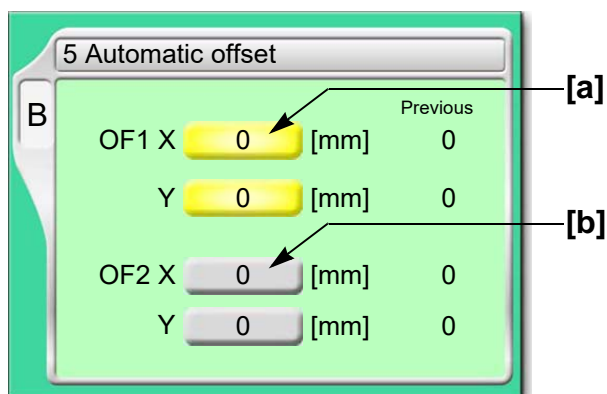 5 Automatic offset
[a]
B
Previous
OF1 X 0 [mm] 0
Y 0 [mm] 0
[b]
OF2 X 0 [mm] 0
Y 0 [mm] 0